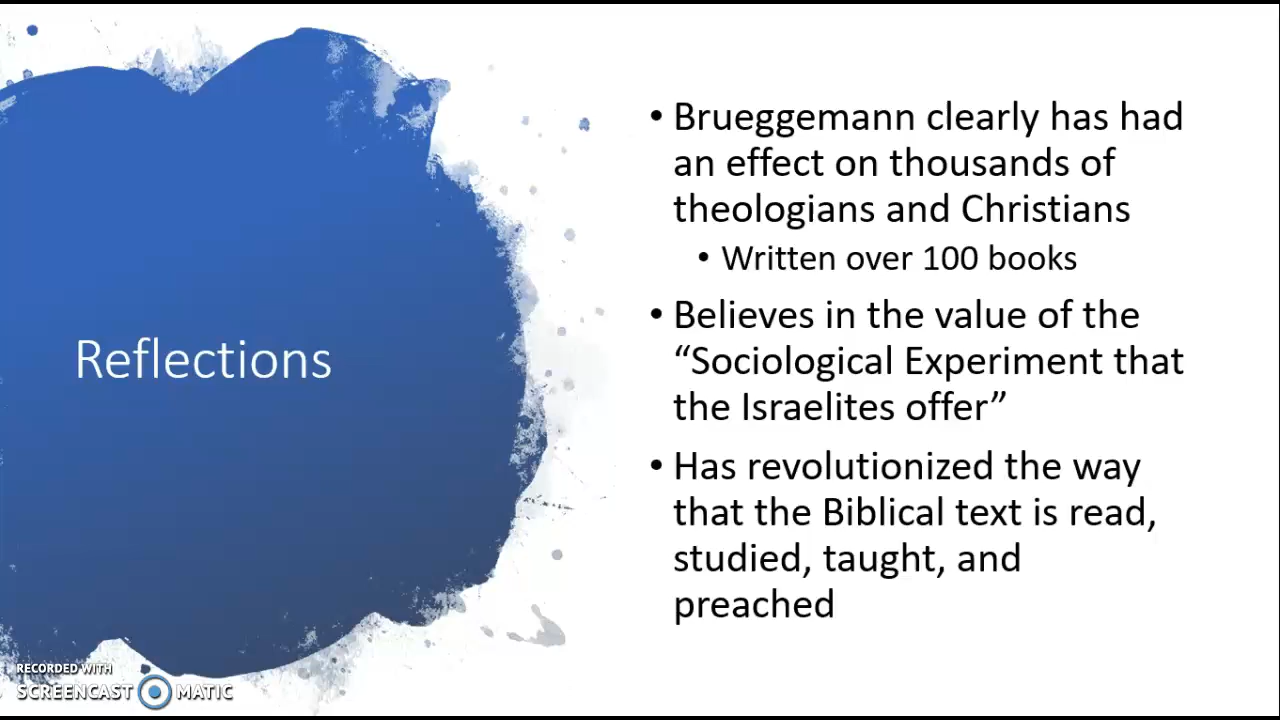 Reflections
• Brueggemann clearly has had
an effect on thousands of
theologians and Christians
• Written over 100 books
• Believes in the value of the
“Sociological Experiment that
the Israelites offer”
• Has revolutionized the way
that the Biblical text is read,
studied, taught, and
preached
RECORDED WITH
SCREENCAST MATIC